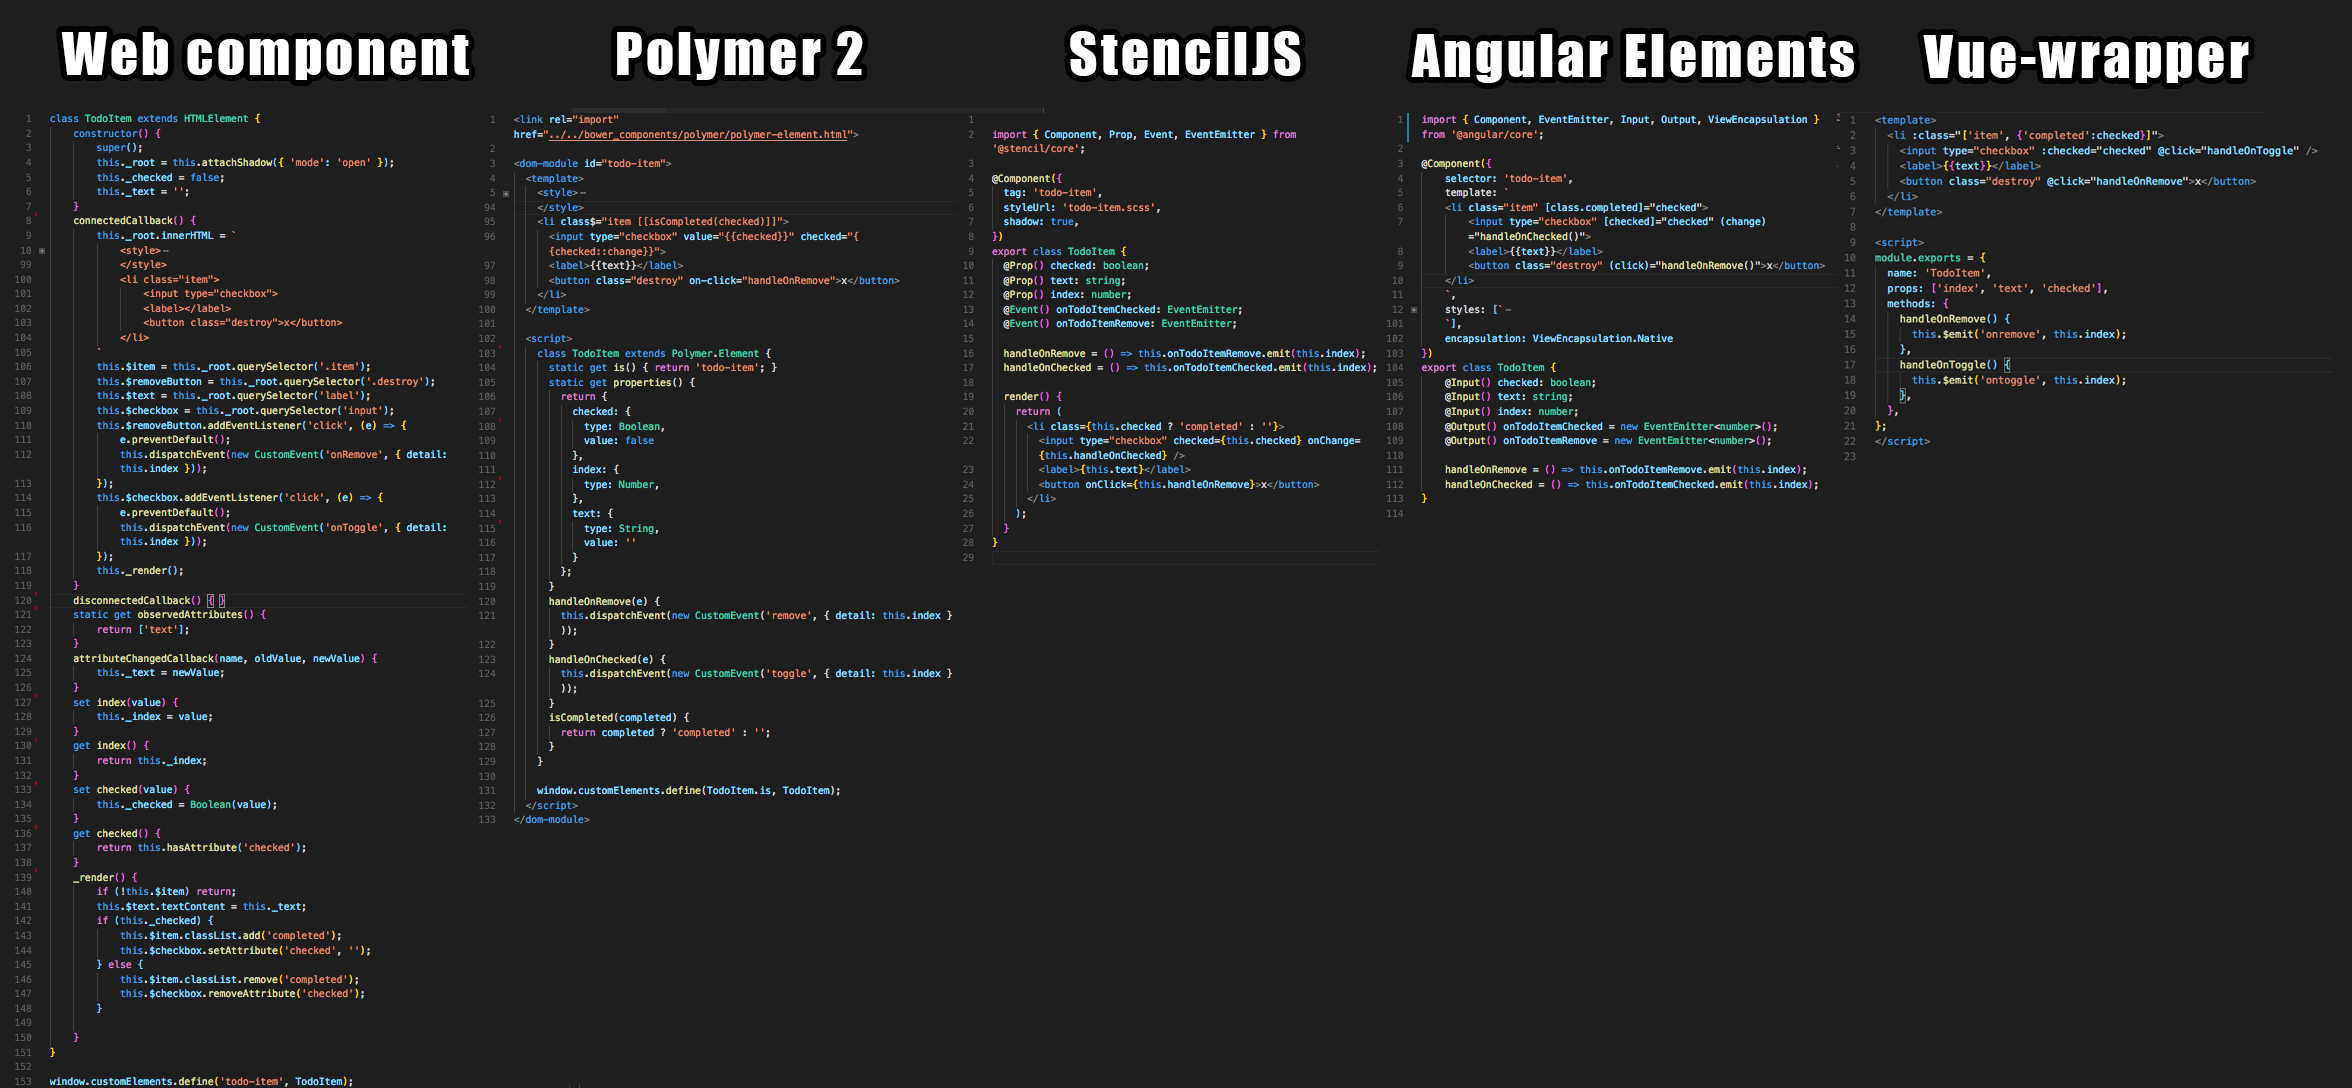 Web component
1 class TodoItem extends HTMLElement {
2 constructor() {
3 super();
4 this._root = this.attachShadow({ 'mode': 'open' });
5 this._checked = false;
6 this._text = '';
7 }
8 connectedCallback() {
9 this._root.innerHTML = `
10 <style>
99 </style>
100 <li class="item">
101 <input type="checkbox">
102 <label></label>
103 <button class="destroy">x</button>
104 </li>
105 `
106 this.$item = this._root.querySelector('.item');
107 this.$removeButton = this._root.querySelector('.destroy');
108 this.$text = this._root.querySelector('label');
109 this.$checkbox = this._root.querySelector('input');
110 this.$removeButton.addEventListener('click', (e) => {
111 e.preventDefault();
112 this.dispatchEvent(new CustomEvent('onRemove', { detail:
this.index }));
113 });
114 this.$checkbox.addEventListener('click', (e) => {
115 e.preventDefault();
116 this.dispatchEvent(new CustomEvent('onToggle', { detail:
this.index }));
117 });
118 this._render();
119 }
120 disconnectedCallback() { }
121 static get observedAttributes() {
122 return ['text'];
123 }
124 attributeChangedCallback(name, oldValue, newValue) {
125 this._text = newValue;
126 }
127 set index(value) {
128 this._index = value;
129 }
130 get index() {
131 return this._index;
132 }
133 set checked(value) {
134 this._checked = Boolean(value);
135 }
136 get checked() {
137 return this.hasAttribute('checked');
138 }
139 _render() {
140 if (!this.$item) return;
141 this.$text.textContent = this._text;
142 if (this._checked) {
143 this.$item.classList.add('completed');
144 this.$checkbox.setAttribute('checked', '');
145 } else {
146 this.$item.classList.remove('completed');
147 this.$checkbox.removeAttribute('checked');
148 }
149
150 }
151 }
152
153 window.customElements.define('todo-item', TodoItem);
Polymer 2
1 <link rel="import"
href="../../bower_components/polymer/polymer-element.html">
2
3 <dom-module id="todo-item">
4 <template>
5 <style>
94 </style>
95 <li class$="item [[isCompleted(checked)]]">
96 <input type="checkbox" value="{{checked}}" checked="{
{checked::change}}">
97 <label>{{text}}</label>
98 <button class="destroy" on-click="handleOnRemove">x</button>
99 </li>
100 </template>
101
102 <script>
103 class TodoItem extends Polymer.Element {
104 static get is() { return 'todo-item'; }
105 static get properties() {
106 return {
107 checked: {
108 type: Boolean,
109 value: false
110 },
111 index: {
112 type: Number,
113 },
114 text: {
115 type: String,
116 value: ''
117 }
118 };
119 }
120 handleOnRemove(e) {
121 this.dispatchEvent(new CustomEvent('remove', { detail: this.index }
));
122 }
123 handleOnChecked(e) {
124 this.dispatchEvent(new CustomEvent('toggle', { detail: this.index }
));
125 }
126 isCompleted(completed) {
127 return completed ? 'completed' : '';
128 }
129 }
130
131 window.customElements.define(TodoItem.is, TodoItem);
132 </script>
133 </dom-module>
StencilJS
1
2 import { Component, Prop, Event, EventEmitter } from
'@stencil/core';
3
4 @Component({
5 tag: 'todo-item',
6 styleUrl: 'todo-item.scss',
7 shadow: true,
8 })
9 export class TodoItem {
10 @Prop() checked: boolean;
11 @Prop() text: string;
12 @Prop() index: number;
13 @Event() onTodoItemChecked: EventEmitter;
14 @Event() onTodoItemRemove: EventEmitter;
15
16 handleOnRemove = () => this.onTodoItemRemove.emit(this.index);
17 handleOnChecked = () => this.onTodoItemChecked.emit(this.index);
18
19 render() {
20 return (
21 <li class={this.checked ? 'completed' : ''}>
22 <input type="checkbox" checked={this.checked} onChange=
{this.handleOnChecked} />
23 <label>{this.text}</label>
24 <button onClick={this.handleOnRemove}>x</button>
25 </li>
26 );
27 }
28 }
29
Angular Elements
1 import { Component, EventEmitter, Input, Output, ViewEncapsulation }
from '@angular/core';
2
3 @Component({
4 selector: 'todo-item',
5 template: `
6 <li class="item" [class.completed]="checked">
7 <input type="checkbox" [checked]="checked" (change)
="handleOnChecked()">
8 <label>{{text}}</label>
9 <button class="destroy" (click)="handleOnRemove()">x</button>
10 </li>
11 `,
12 styles: [`
101 `],
102 encapsulation: ViewEncapsulation.Native
103 })
104 export class TodoItem {
105 @Input() checked: boolean;
106 @Input() text: string;
107 @Input() index: number;
108 @Output() onTodoItemChecked = new EventEmitter<number>();
109 @Output() onTodoItemRemove = new EventEmitter<number>();
110
111 handleOnRemove = () => this.onTodoItemRemove.emit(this.index);
112 handleOnChecked = () => this.onTodoItemChecked.emit(this.index);
113 }
114
Vue-wrapper
1 <template>
2 <li :class="['item', {'completed':checked}]">
3 <input type="checkbox" :checked="checked" @click="handleOnToggle" />
4 <label>{{text}}</label>
5 <button class="destroy" @click="handleOnRemove">x</button>
6 </li>
7 </template>
8
9 <script>
10 module.exports = {
11 name: 'TodoItem',
12 props: ['index', 'text', 'checked'],
13 methods: {
14 handleOnRemove() {
15 this.$emit('onremove', this.index);
16 },
17 handleOnToggle() {
18 this.$emit('ontoggle', this.index);
19 },
20 },
21 };
22 </script>
23